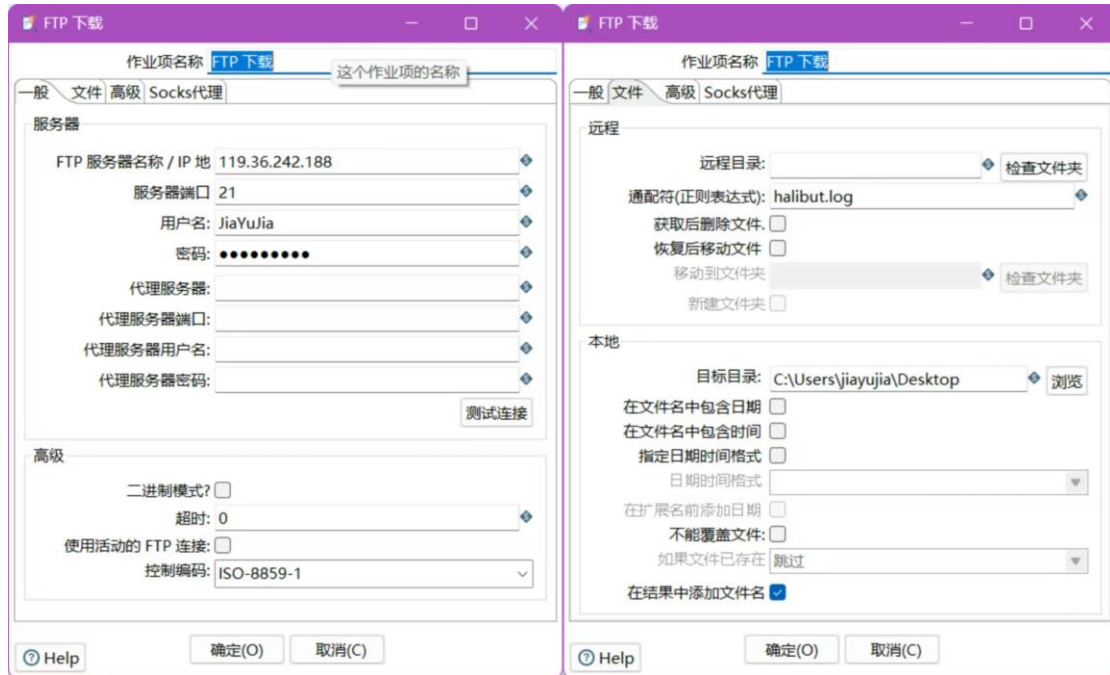 FTP 下载
作业项名称 FTP 下载
这个作业项的名称
一般 文件 高级 Socks代理
服务器
FTP 服务器名称 / IP 地 119.36.242.188
服务器端口 21
用户名: JiaYuJia
密码: ●●●●●●●●●
代理服务器:
代理服务器端口:
代理服务器用户名:
代理服务器密码:
测试连接
高级
二进制模式?
超时: 0
使用活动的 FTP 连接:
控制编码: ISO-8859-1
Help 确定(O) 取消(C)
FTP 下载
作业项名称 FTP 下载
一般 文件 高级 Socks代理
远程
远程目录: 检查文件夹
通配符(正则表达式): halibut.log
获取后删除文件.
恢复后移动文件
移动到文件夹 检查文件夹
新建文件夹
本地
目标目录: C:\Users\jiayujia\Desktop 浏览
在文件名中包含日期
在文件名中包含时间
指定日期时间格式
日期时间格式
在扩展名前添加日期
不能覆盖文件:
如果文件已存在 跳过
在结果中添加文件名
Help 确定(O) 取消(C)